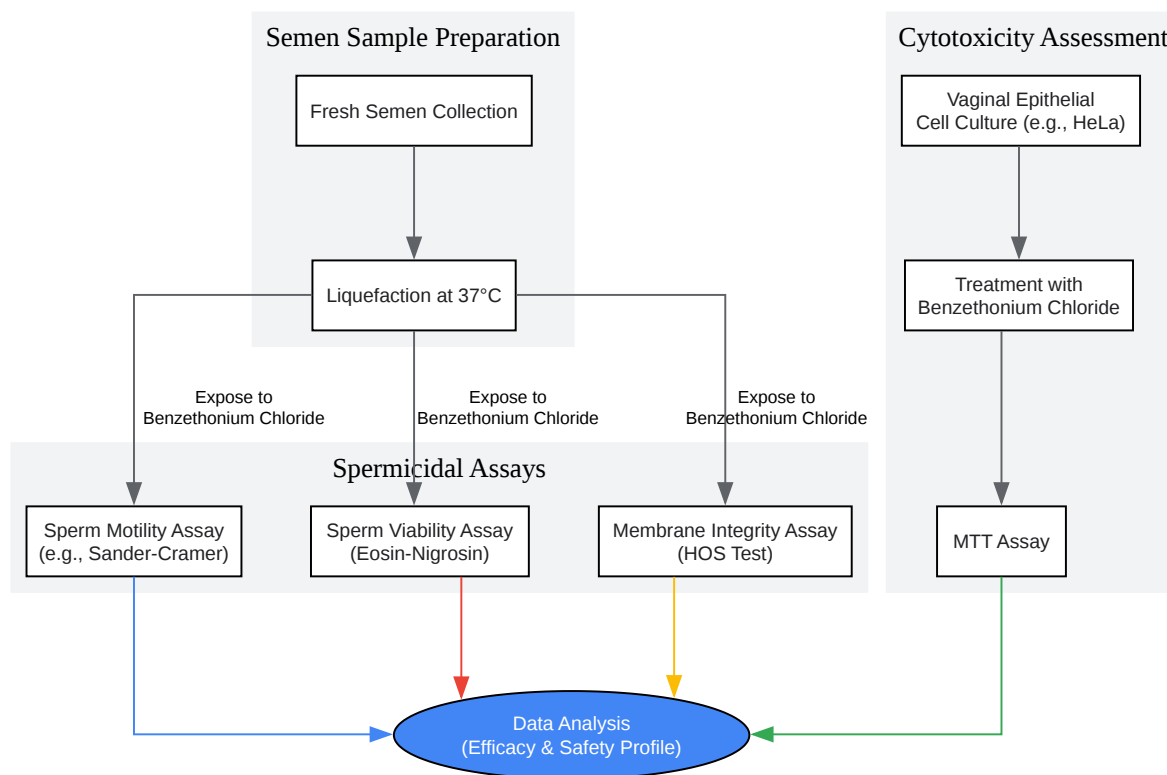 Semen Sample Preparation
Fresh Semen Collection
Liquefaction at 37°C
Expose to
Benzethonium Chloride
Expose to
Benzethonium Chloride
Expose to
Benzethonium Chloride
Spermicidal Assays
Sperm Motility Assay
(e.g., Sander-Cramer)
Sperm Viability Assay
(Eosin-Nigrosin)
Membrane Integrity Assay
(HOS Test)
Cytotoxicity Assessment
Vaginal Epithelial
Cell Culture (e.g., HeLa)
Treatment with
Benzethonium Chloride
MTT Assay
Data Analysis
(Efficacy & Safety Profile)